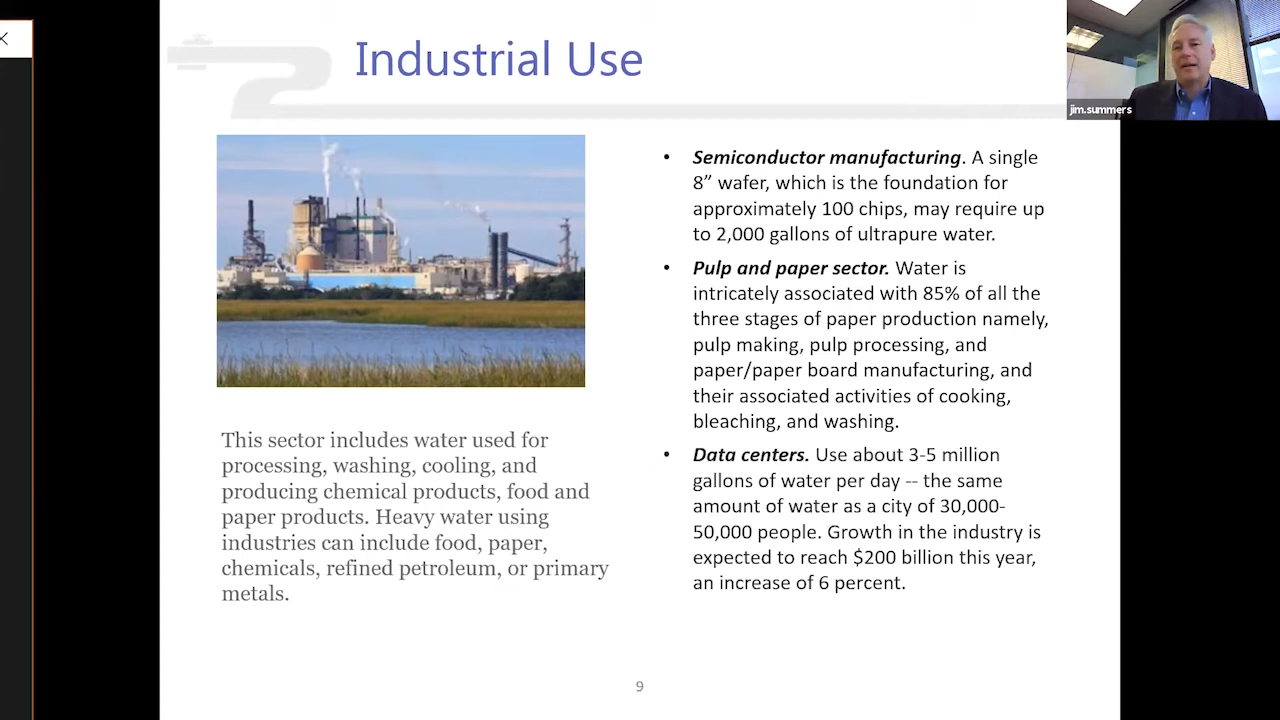 Industrial Use
jim.summers
This sector includes water used for
processing, washing, cooling, and
producing chemical products, food and
paper products. Heavy water using
industries can include food, paper,
chemicals, refined petroleum, or primary
metals.
• Semiconductor manufacturing. A single
8” wafer, which is the foundation for
approximately 100 chips, may require up
to 2,000 gallons of ultrapure water.
• Pulp and paper sector. Water is
intricately associated with 85% of all the
three stages of paper production namely,
pulp making, pulp processing, and
paper/paper board manufacturing, and
their associated activities of cooking,
bleaching, and washing.
• Data centers. Use about 3-5 million
gallons of water per day -- the same
amount of water as a city of 30,000-
50,000 people. Growth in the industry is
expected to reach $200 billion this year,
an increase of 6 percent.
9